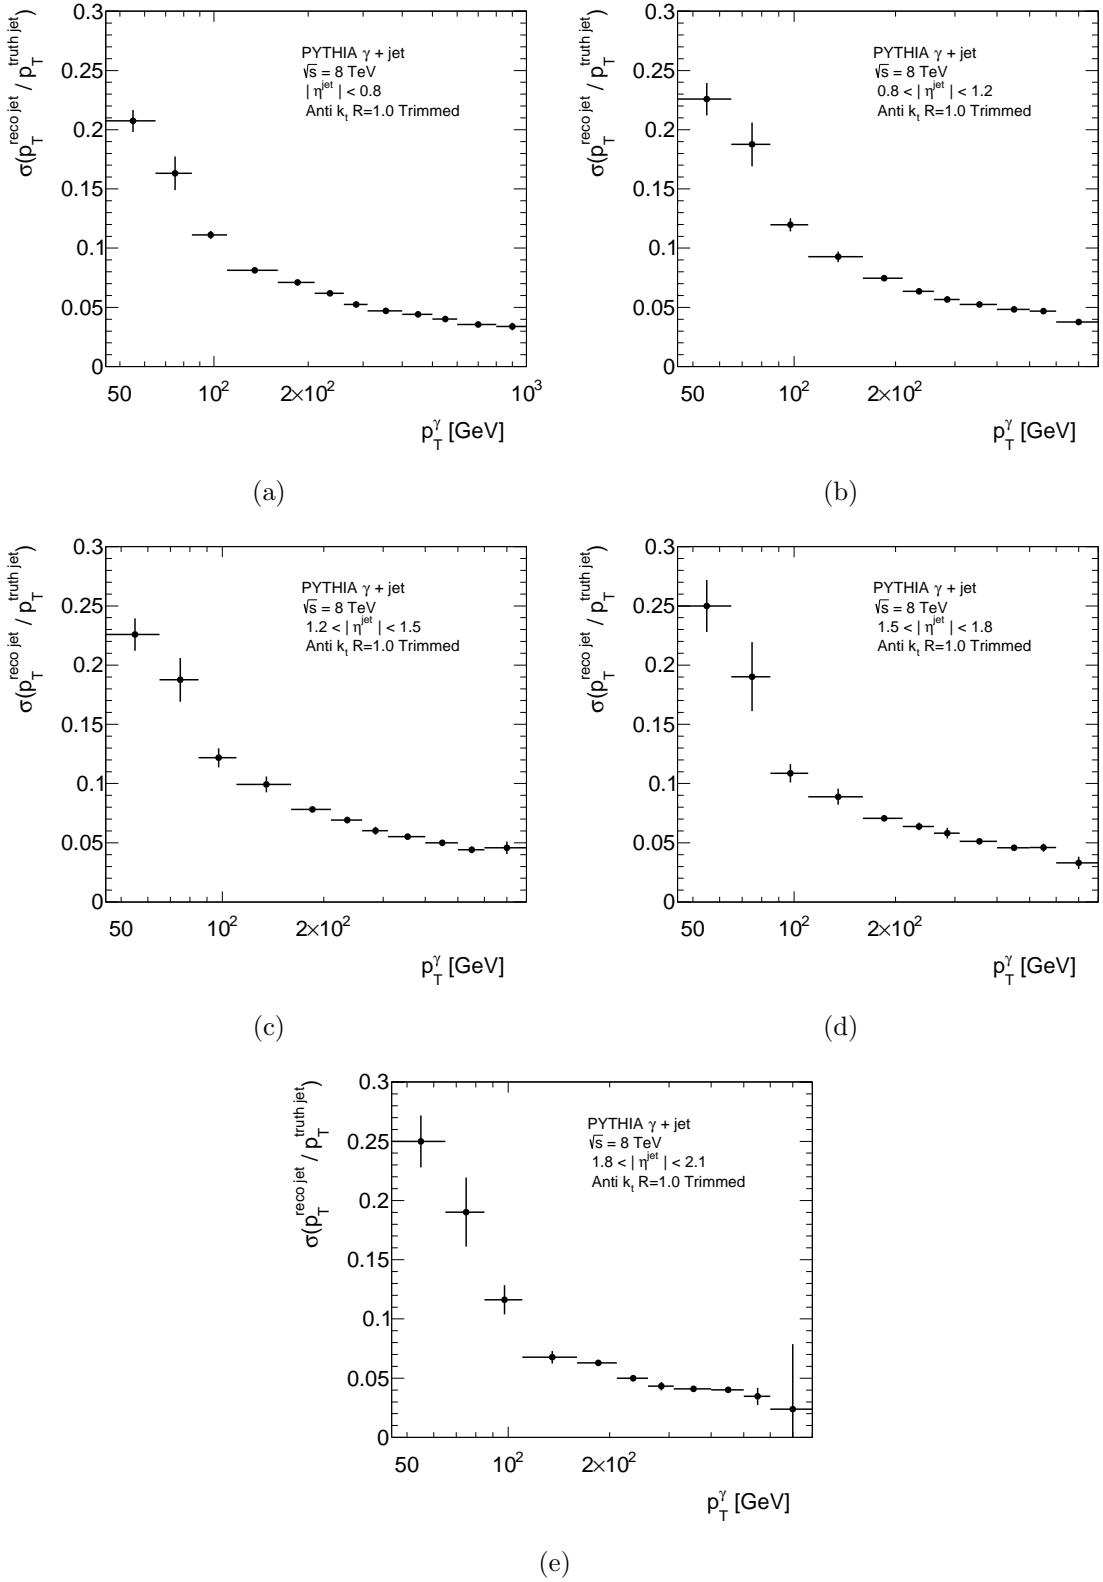 σ(p_T^{reco jet} / p_T^{truth jet})
0.3
0.25
0.2
0.15
0.1
0.05
0
PYTHIA γ + jet
√s = 8 TeV
| η^{jet} | < 0.8
Anti k_t R=1.0 Trimmed
50 10² 2×10² 10³
p_T^γ [GeV]
(a)
σ(p_T^{reco jet} / p_T^{truth jet})
0.3
0.25
0.2
0.15
0.1
0.05
0
PYTHIA γ + jet
√s = 8 TeV
0.8 < | η^{jet} | < 1.2
Anti k_t R=1.0 Trimmed
50 10² 2×10²
p_T^γ [GeV]
(b)
σ(p_T^{reco jet} / p_T^{truth jet})
0.3
0.25
0.2
0.15
0.1
0.05
0
PYTHIA γ + jet
√s = 8 TeV
1.2 < | η^{jet} | < 1.5
Anti k_t R=1.0 Trimmed
50 10² 2×10²
p_T^γ [GeV]
(c)
σ(p_T^{reco jet} / p_T^{truth jet})
0.3
0.25
0.2
0.15
0.1
0.05
0
PYTHIA γ + jet
√s = 8 TeV
1.5 < | η^{jet} | < 1.8
Anti k_t R=1.0 Trimmed
50 10² 2×10²
p_T^γ [GeV]
(d)
σ(p_T^{reco jet} / p_T^{truth jet})
0.3
0.25
0.2
0.15
0.1
0.05
0
PYTHIA γ + jet
√s = 8 TeV
1.8 < | η^{jet} | < 2.1
Anti k_t R=1.0 Trimmed
50 10² 2×10²
p_T^γ [GeV]
(e)